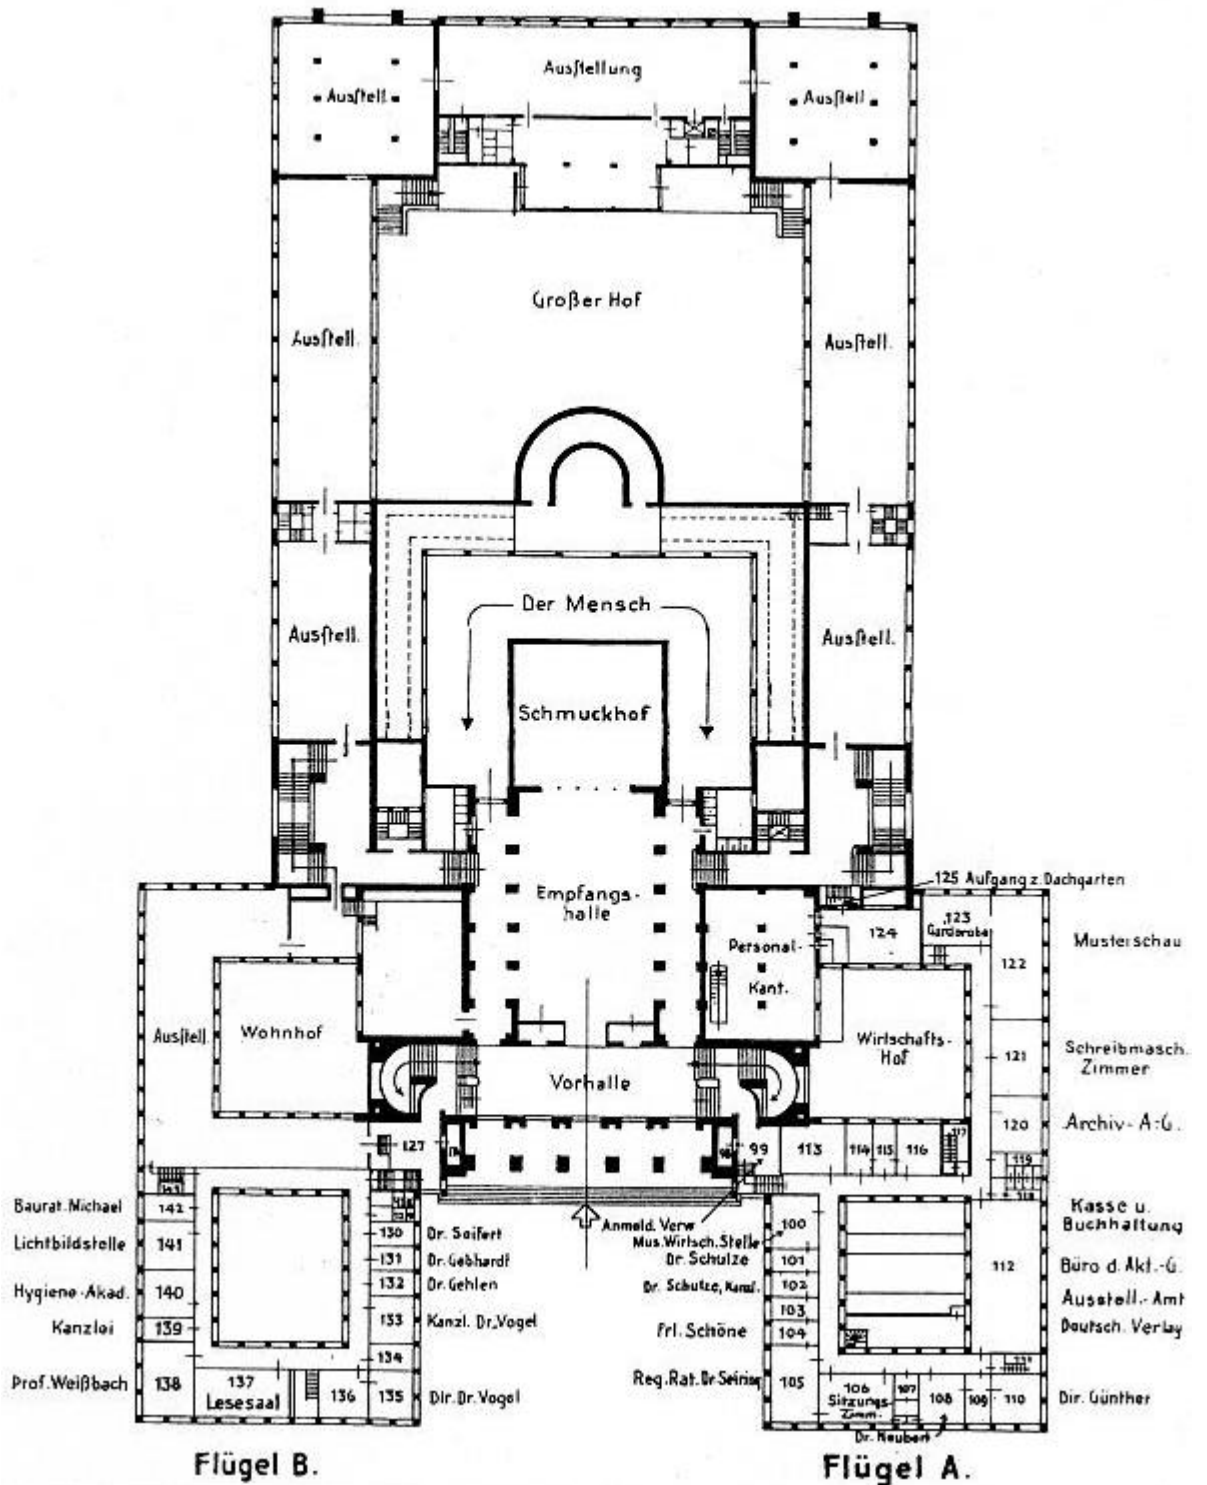 Ausstellung
Ausstell.
Ausstell
Großer Hof
Ausstell.
Ausstell.
Der Mensch
Ausstell.
Ausstell.
Schmuckhof
Empfangs-
halle
125 Aufgang z. Dachgarten
123
Garderobe
124
122
Musterschau
Personal-
Kant.
Ausstell.
Wohnhof
Wirtschafts-
Hof
121
Schreibmasch.
Zimmer
Vorhalle
120
Archiv-A.-G.
127
99
113
114
115
116
117
119
118
Baurat. Michael
142
143
Lichtbildstelle
141
Hygiene-Akad.
140
Kanzlei
139
Prof. Weißbach
138
137
Lesesaal
136
135
Dir. Dr. Vogel
134
133
Kanzl. Dr. Vogel
132
Dr. Gehlen
131
Dr. Gebhardt
130
Dr. Seifert
Anmeld. Verw
Mus. Wirtsch. Stelle
100
Dr. Schulze
101
Dr. Schulze, Kanzl.
102
103
Frl. Schöne
104
Reg. Rat. Dr. Seiring
105
106
Sitzungs-
Zimm.
107
108
Dr. Neubert
109
110
Dir. Günther
111
112
Kasse u.
Buchhaltung
Büro d. Akt.-G.
Ausstell.-Amt
Deutsch. Verlag
Flügel B.
Flügel A.